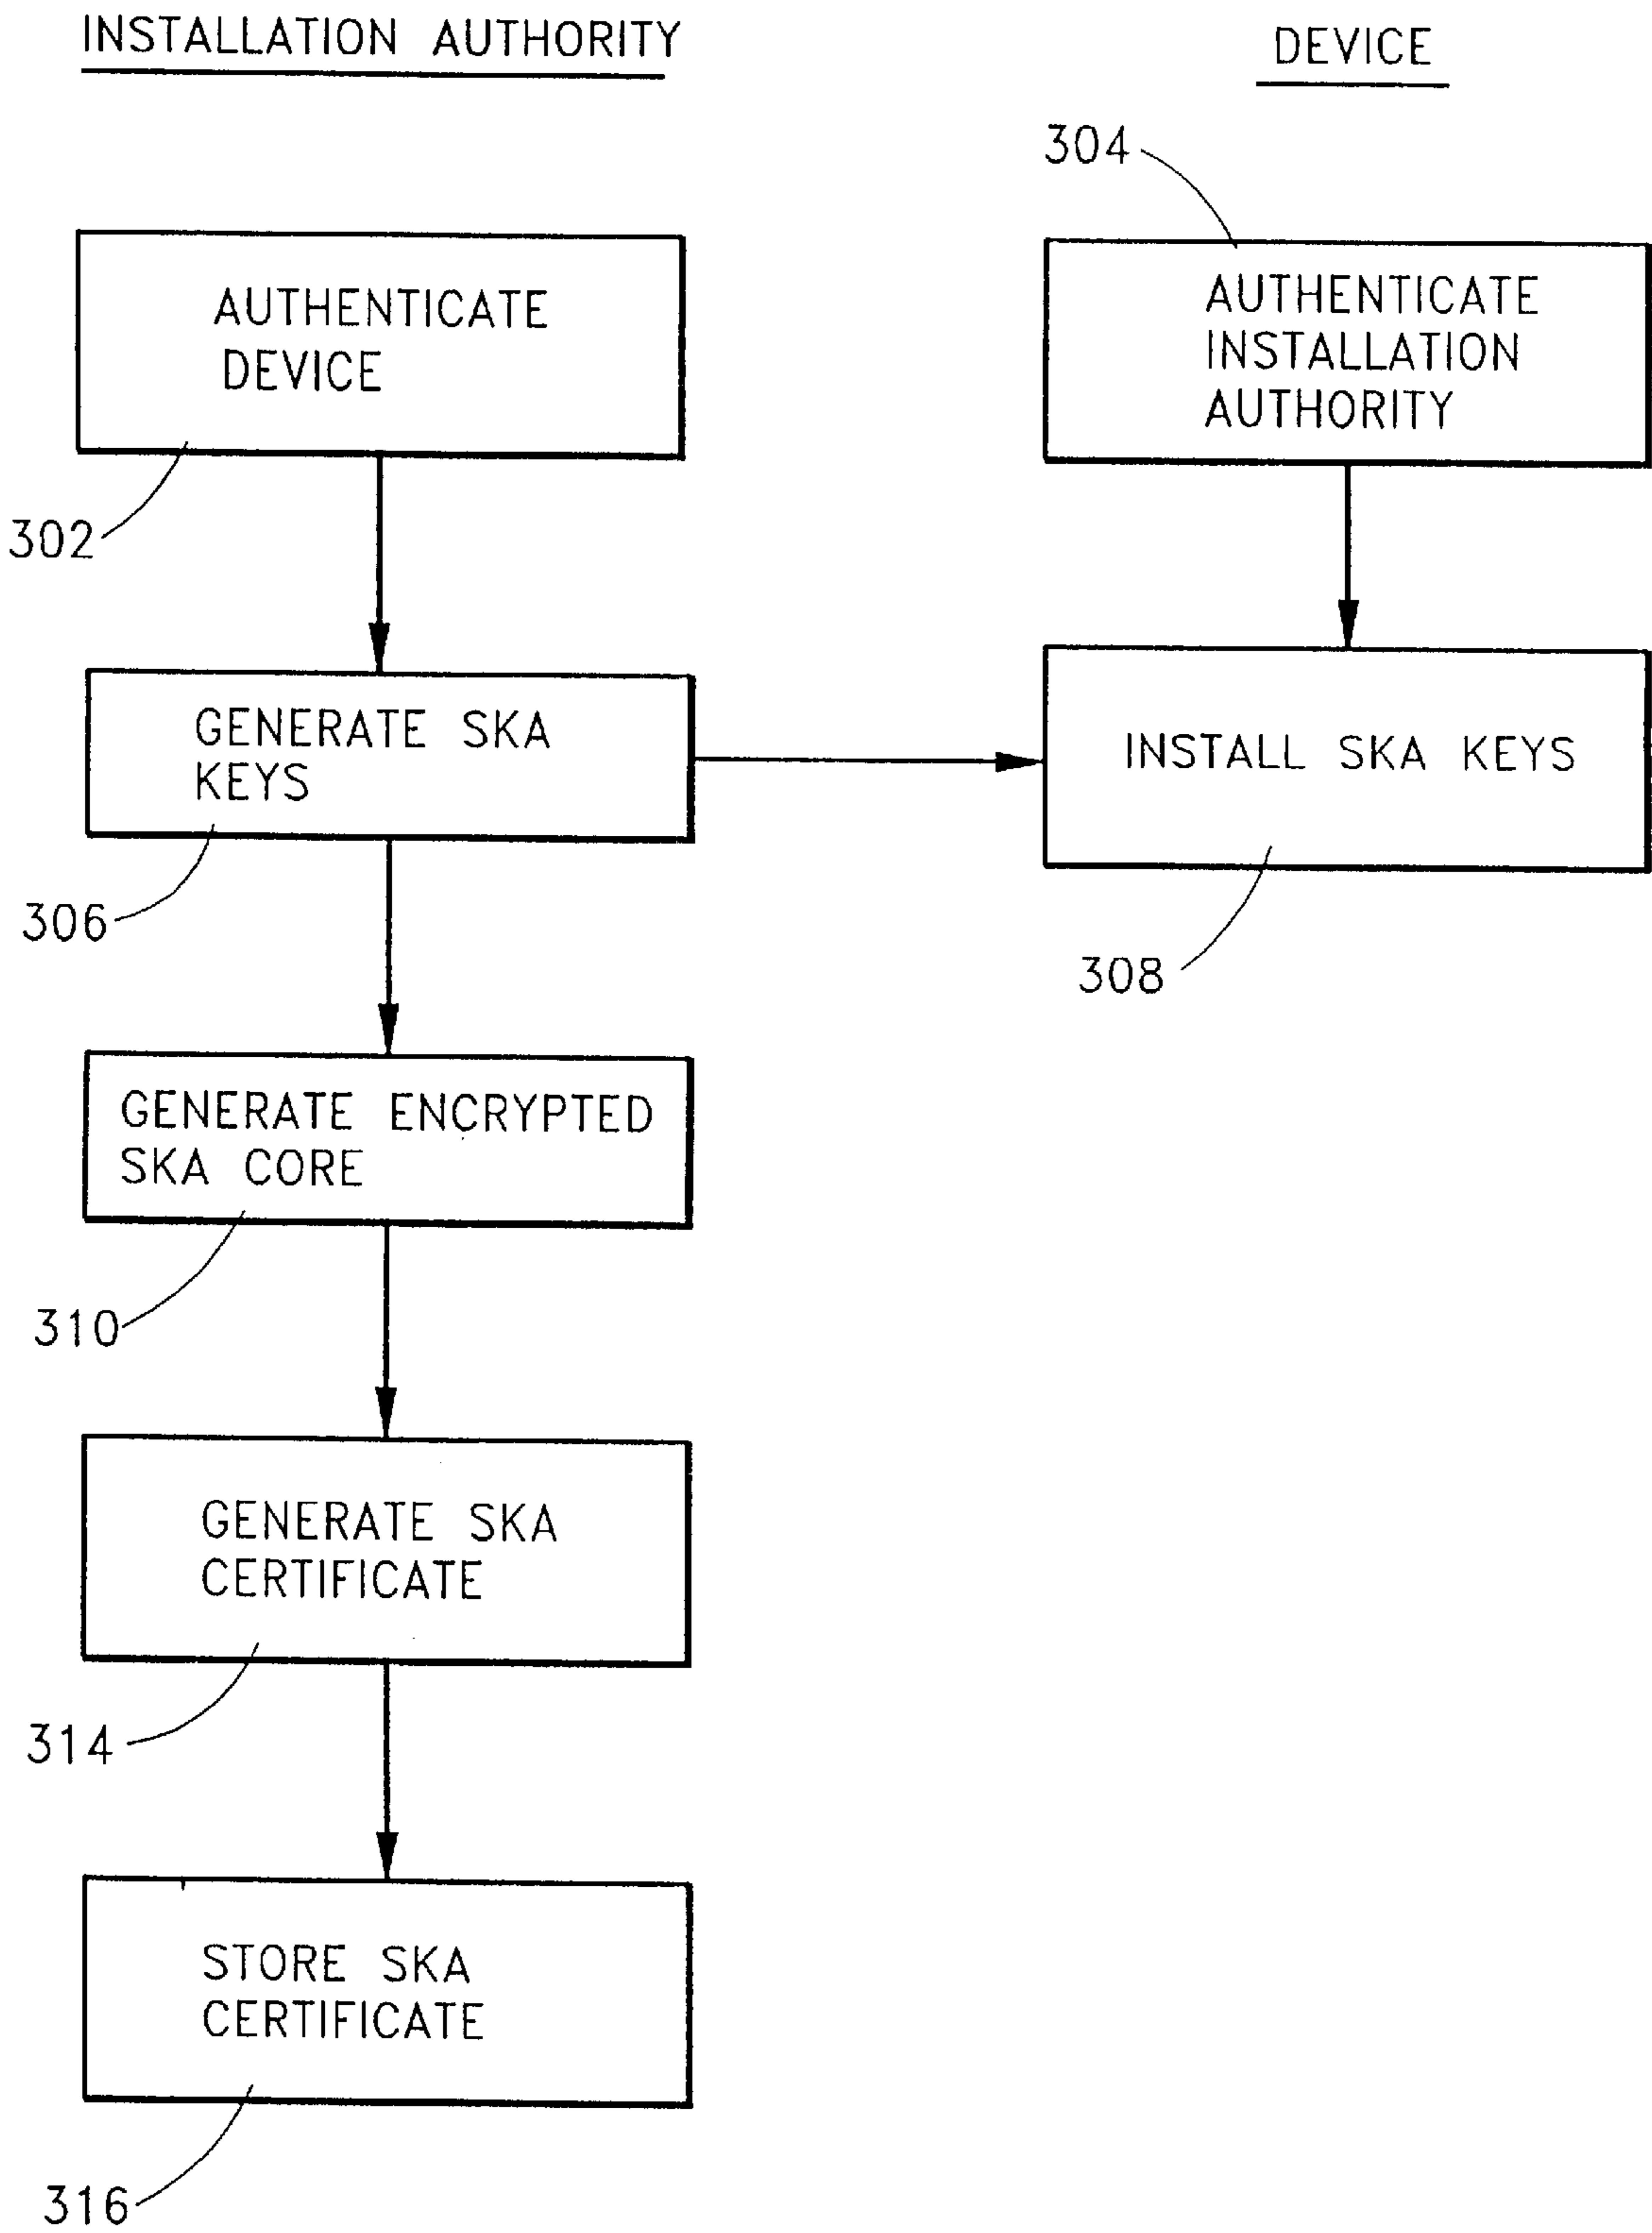 INSTALLATION AUTHORITY
DEVICE
304
AUTHENTICATE
DEVICE
AUTHENTICATE
INSTALLATION
AUTHORITY
302
GENERATE SKA
KEYS
INSTALL SKA KEYS
306
308
GENERATE ENCRYPTED
SKA CORE
310
GENERATE SKA
CERTIFICATE
314
STORE SKA
CERTIFICATE
316